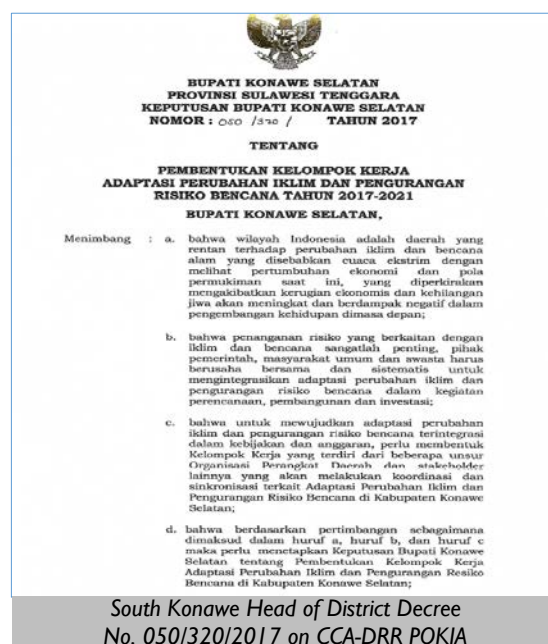 BUPATI KONAWE SELATAN
PROVINSI SULAWESI TENGGARA
KEPUTUSAN BUPATI KONAWE SELATAN
NOMOR : 050 /320 / TAHUN 2017
TENTANG
PEMBENTUKAN KELOMPOK KERJA
ADAPTASI PERUBAHAN IKLIM DAN PENGURANGAN
RISIKO BENCANA TAHUN 2017-2021
BUPATI KONAWE SELATAN,
Menimbang : a. bahwa wilayah Indonesia adalah daerah yang
rentan terhadap perubahan iklim dan bencana
alam yang disebabkan cuaca ekstrim dengan
melihat pertumbuhan ekonomi dan pola
permukiman saat ini, yang diperkirakan
mengakibatkan kerugian ekonomis dan kehilangan
jiwa akan meningkat dan berdampak negatif dalam
pengembangan kehidupan dimasa depan;
b. bahwa penanganan risiko yang berkaitan dengan
iklim dan bencana sangatlah penting, pihak
pemerintah, masyarakat umum dan swasta harus
berusaha bersama dan sistematis untuk
mengintegrasikan adaptasi perubahan iklim dan
pengurangan risiko bencana dalam kegiatan
perencanaan, pembangunan dan investasi;
c. bahwa untuk mewujudkan adaptasi perubahan
iklim dan pengurangan risiko bencana terintegrasi
dalam kebijakan dan anggaran, perlu membentuk
Kelompok Kerja yang terdiri dari beberapa unsur
Organisasi Perangkat Daerah dan stakeholder
lainnya yang akan melakukan koordinasi dan
sinkronisasi terkait Adaptasi Perubahan Iklim dan
Pengurangan Risiko Bencana di Kabupaten Konawe
Selatan;
d. bahwa berdasarkan pertimbangan sebagaimana
dimaksud dalam huruf a, huruf b, dan huruf c
maka perlu menetapkan Keputusan Bupati Konawe
Selatan tentang Pembentukan Kelompok Kerja
Adaptasi Perubahan Iklim dan Pengurangan Resiko
Bencana di Kabupaten Konawe Selatan;
South Konawe Head of District Decree
No. 050/320/2017 on CCA-DRR POKJA